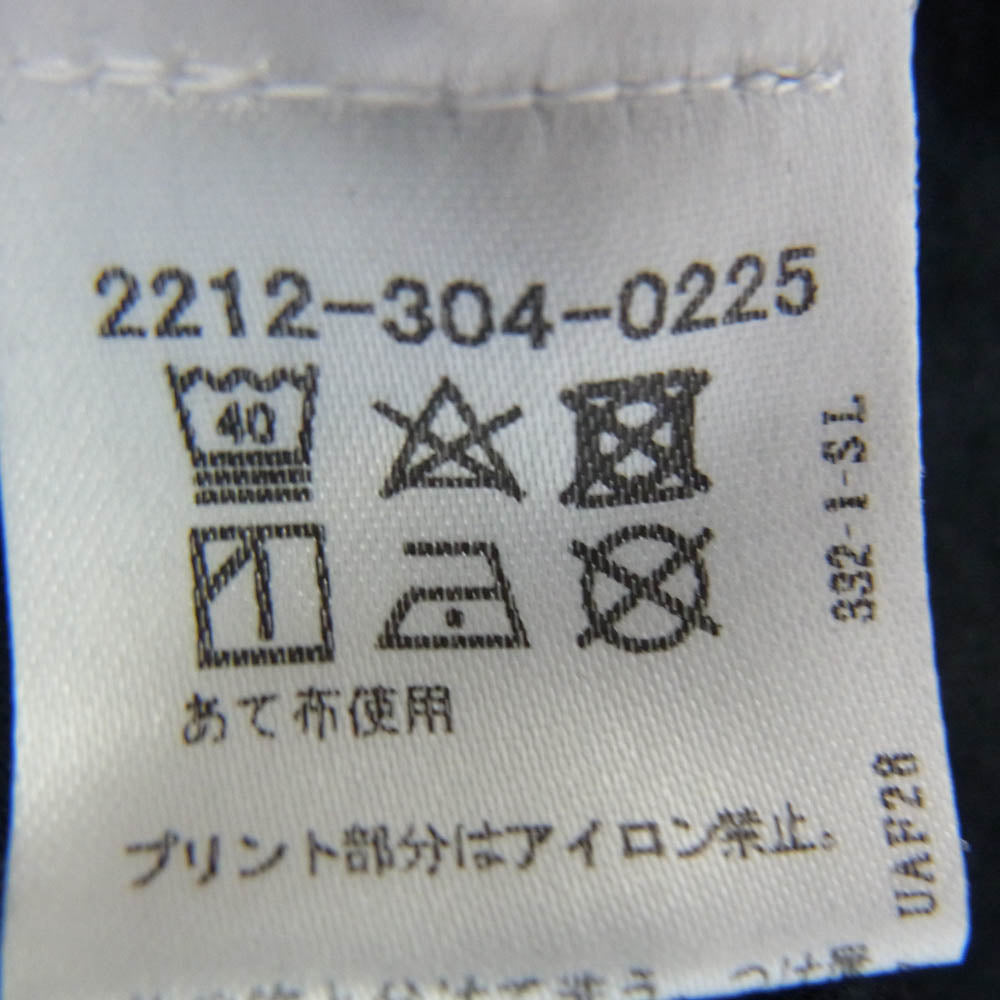 2212-304-0225
40
あて布使用
プリント部分はアイロン禁止。
332-1-SL
UAF28